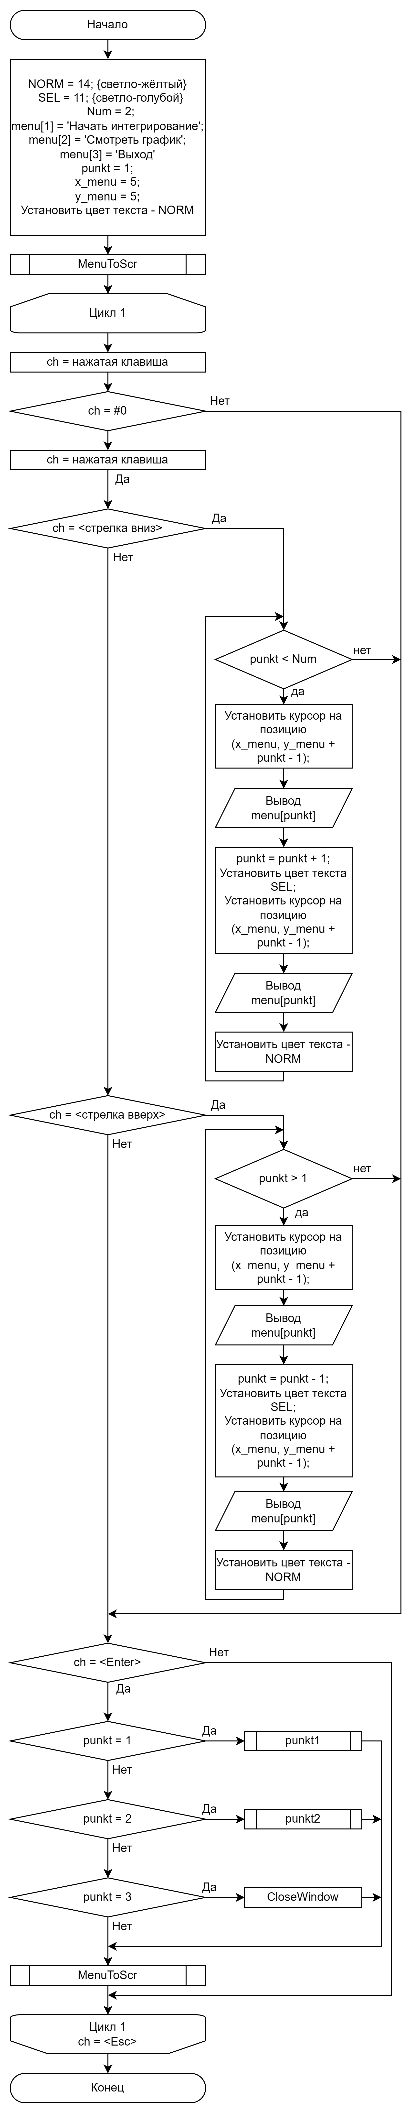 Начало
NORM = 14; {светло-жёлтый}
SEL = 11; {светло-голубой}
Num = 2;
menu[1] = 'Начать интегрирование';
menu[2] = 'Смотреть график';
menu[3] = 'Выход'
punkt = 1;
x_menu = 5;
y_menu = 5;
Установить цвет текста - NORM
MenuToScr
Цикл 1
ch = нажатая клавиша
ch = #0
Нет
ch = нажатая клавиша
Да
ch = <стрелка вниз>
Да
Нет
punkt < Num
нет
да
Установить курсор на
позицию
(x_menu, y_menu +
punkt - 1);
Вывод
menu[punkt]
punkt = punkt + 1;
Установить цвет текста
SEL;
Установить курсор на
позицию
(x_menu, y_menu +
punkt - 1);
Вывод
menu[punkt]
Установить цвет текста -
NORM
ch = <стрелка вверх>
Да
Нет
punkt > 1
нет
да
Установить курсор на
позицию
(x_menu, y_menu +
punkt - 1);
Вывод
menu[punkt]
punkt = punkt - 1;
Установить цвет текста
SEL;
Установить курсор на
позицию
(x_menu, y_menu +
punkt - 1);
Вывод
menu[punkt]
Установить цвет текста -
NORM
ch = <Enter>
Нет
Да
punkt = 1
Да
punkt1
Нет
punkt = 2
Да
punkt2
Нет
punkt = 3
Да
CloseWindow
Нет
MenuToScr
Цикл 1
ch = <Esc>
Конец